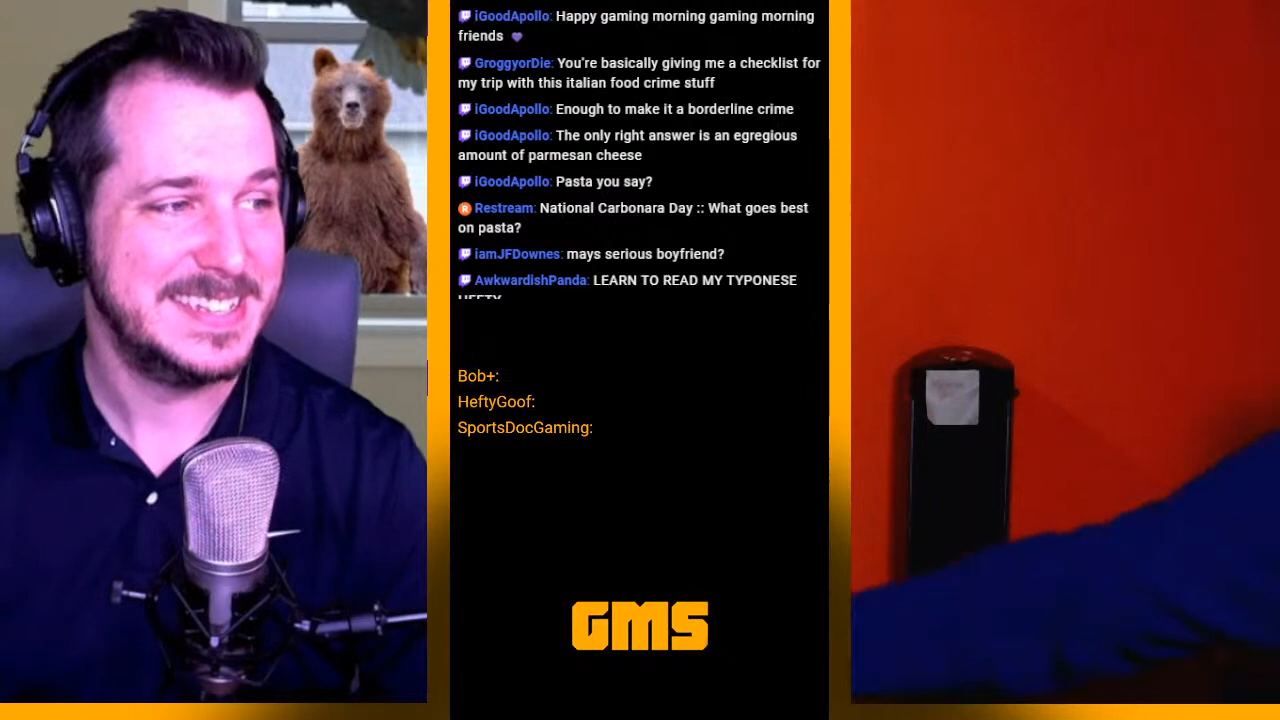 iGoodApollo: Happy gaming morning gaming morning
friends 💜
GroggyorDie: You're basically giving me a checklist for
my trip with this italian food crime stuff
iGoodApollo: Enough to make it a borderline crime
iGoodApollo: The only right answer is an egregious
amount of parmesan cheese
iGoodApollo: Pasta you say?
Restream: National Carbonara Day :: What goes best
on pasta?
iamJFDownes: mays serious boyfriend?
AwkwardishPanda: LEARN TO READ MY TYPONESE
HEFTY
Bob+:
HeftyGoof:
SportsDocGaming:
GMS